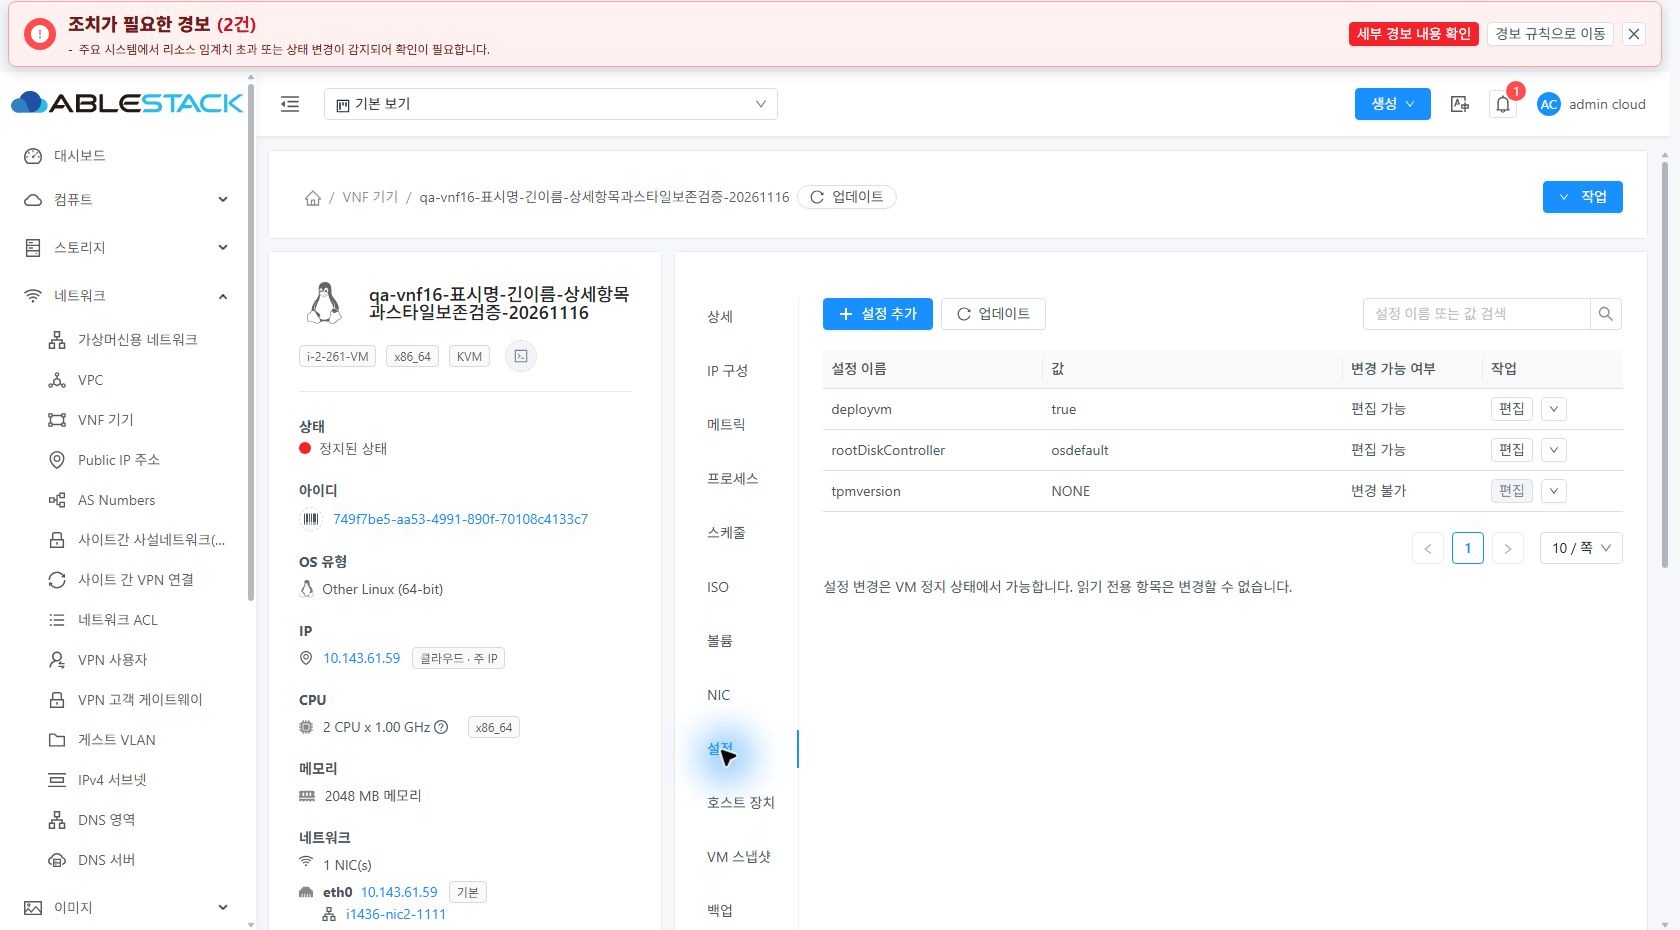 조치가 필요한 경보 (2건)
- 주요 시스템에서 리소스 임계치 초과 또는 상태 변경이 감지되어 확인이 필요합니다.
세부 경보 내용 확인
경보 규칙으로 이동
ABLESTACK
기본 보기
생성
1
AC
admin cloud
대시보드
컴퓨트
스토리지
네트워크
가상머신용 네트워크
VPC
VNF 기기
Public IP 주소
AS Numbers
사이트간 사설네트워크(...
사이트 간 VPN 연결
네트워크 ACL
VPN 사용자
VPN 고객 게이트웨이
게스트 VLAN
IPv4 서브넷
DNS 영역
DNS 서버
이미지
/ VNF 기기 / qa-vnf16-표시명-긴이름-상세항목과스타일보존검증-20261116
업데이트
작업
qa-vnf16-표시명-긴이름-상세항목
과스타일보존검증-20261116
i-2-261-VM
x86_64
KVM
상태
정지된 상태
아이디
749f7be5-aa53-4991-890f-70108c4133c7
OS 유형
Other Linux (64-bit)
IP
10.143.61.59
클라우드 · 주 IP
CPU
2 CPU x 1.00 GHz
x86_64
메모리
2048 MB 메모리
네트워크
1 NIC(s)
eth0 10.143.61.59 기본
i1436-nic2-1111
상세
IP 구성
메트릭
프로세스
스케줄
ISO
볼륨
NIC
설정
호스트 장치
VM 스냅샷
백업
설정 추가
업데이트
설정 이름 또는 값 검색
설정 이름 값 변경 가능 여부 작업
deployvm true 편집 가능 편집
rootDiskController osdefault 편집 가능 편집
tpmversion NONE 변경 불가 편집
< 1 > 10 / 쪽
설정 변경은 VM 정지 상태에서 가능합니다. 읽기 전용 항목은 변경할 수 없습니다.